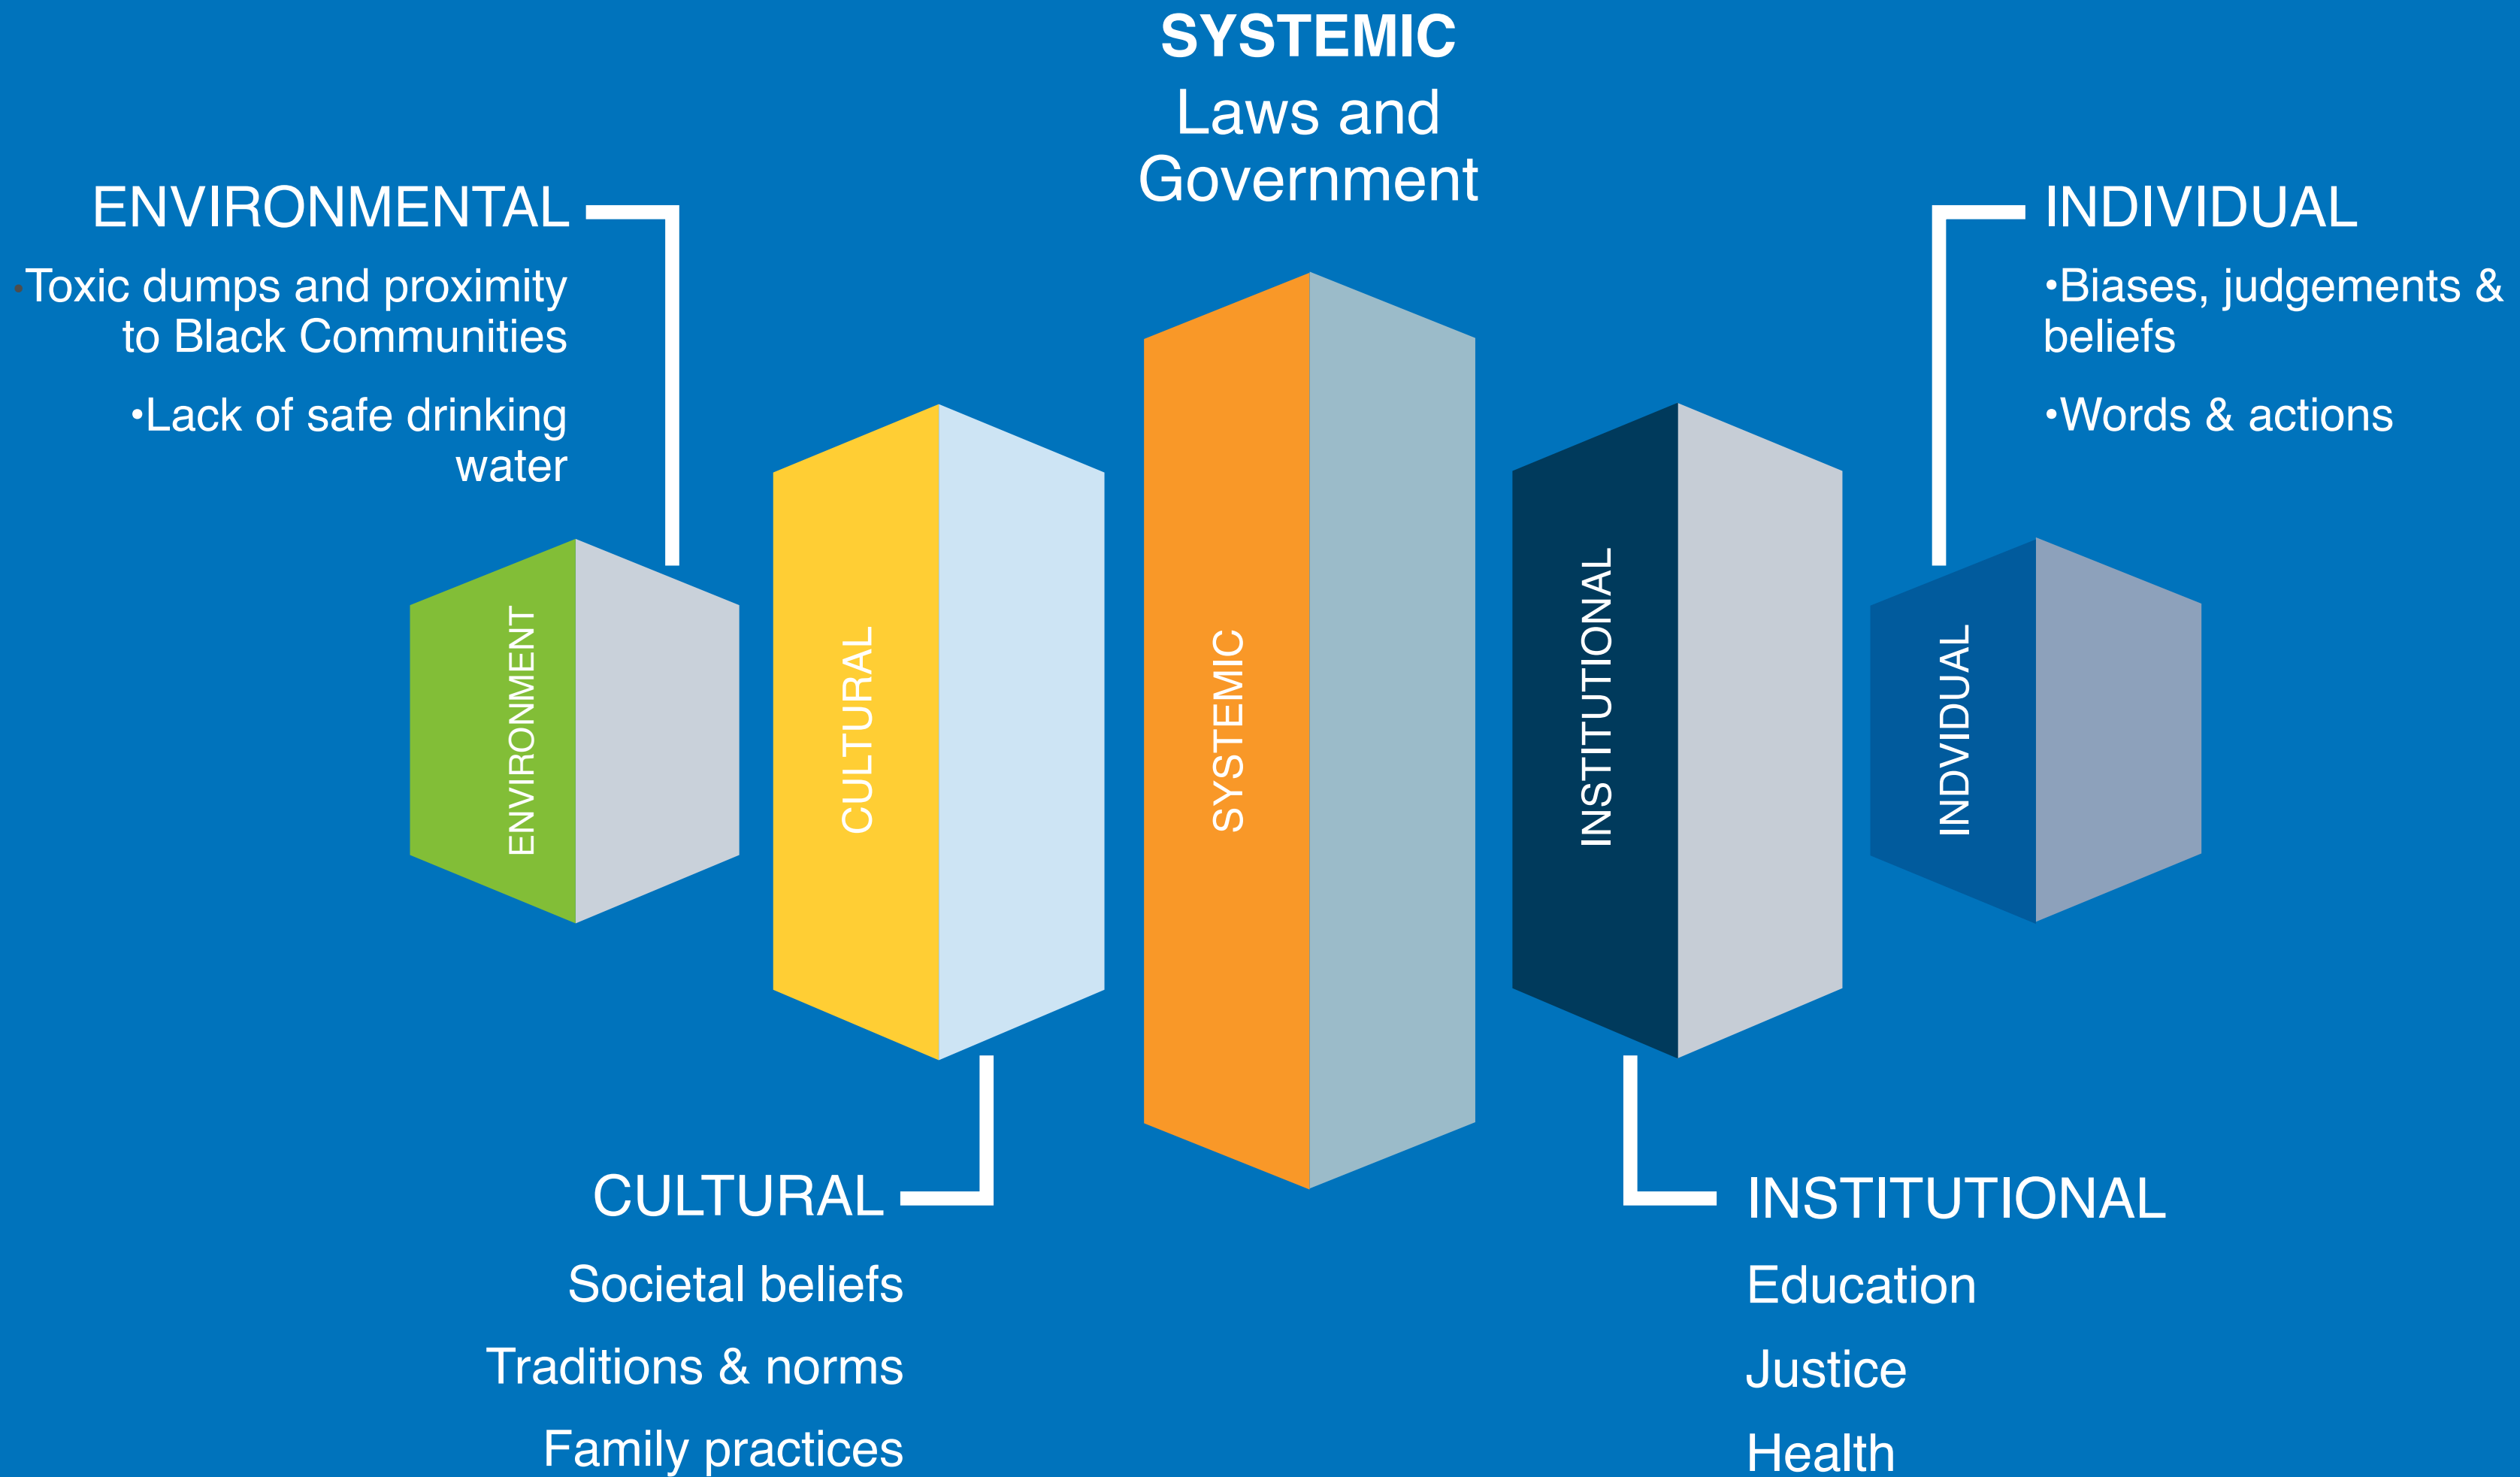 SYSTEMIC
Laws and
Government
ENVIRONMENTAL
•Toxic dumps and proximity
to Black Communities
•Lack of safe drinking
water
INDIVIDUAL
•Biases, judgements &
beliefs
•Words & actions
ENVIRONMENT
CULTURAL
SYSTEMIC
INSTITUTIONAL
INDVIDUAL
CULTURAL
Societal beliefs
Traditions & norms
Family practices
INSTITUTIONAL
Education
Justice
Health